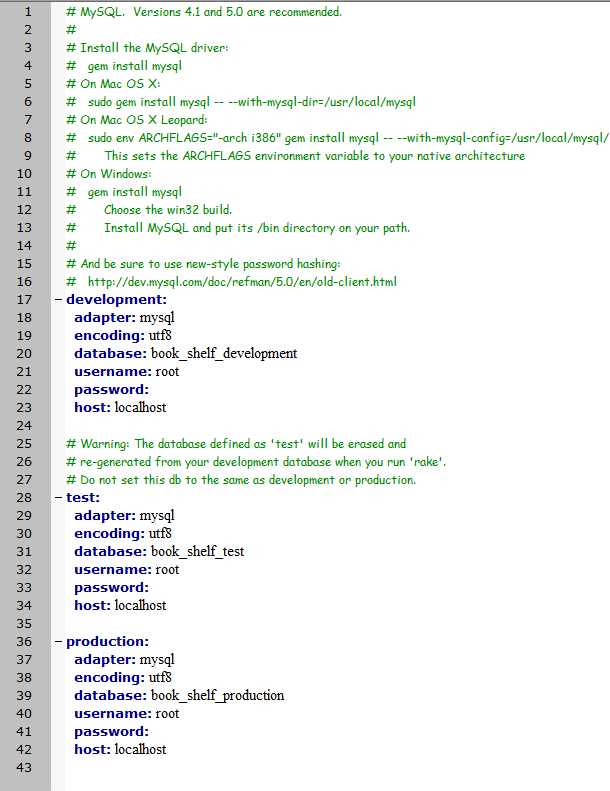 1 # MySQL.  Versions 4.1 and 5.0 are recommended.
2 #
3 # Install the MySQL driver:
4 #   gem install mysql
5 # On Mac OS X:
6 #   sudo gem install mysql -- --with-mysql-dir=/usr/local/mysql
7 # On Mac OS X Leopard:
8 #   sudo env ARCHFLAGS="-arch i386" gem install mysql -- --with-mysql-config=/usr/local/mysql/
9 #       This sets the ARCHFLAGS environment variable to your native architecture
10 # On Windows:
11 #   gem install mysql
12 #       Choose the win32 build.
13 #       Install MySQL and put its /bin directory on your path.
14 #
15 # And be sure to use new-style password hashing:
16 #   http://dev.mysql.com/doc/refman/5.0/en/old-client.html
17 development:
18   adapter: mysql
19   encoding: utf8
20   database: book_shelf_development
21   username: root
22   password:
23   host: localhost
24
25 # Warning: The database defined as 'test' will be erased and
26 # re-generated from your development database when you run 'rake'.
27 # Do not set this db to the same as development or production.
28 test:
29   adapter: mysql
30   encoding: utf8
31   database: book_shelf_test
32   username: root
33   password:
34   host: localhost
35
36 production:
37   adapter: mysql
38   encoding: utf8
39   database: book_shelf_production
40   username: root
41   password:
42   host: localhost
43